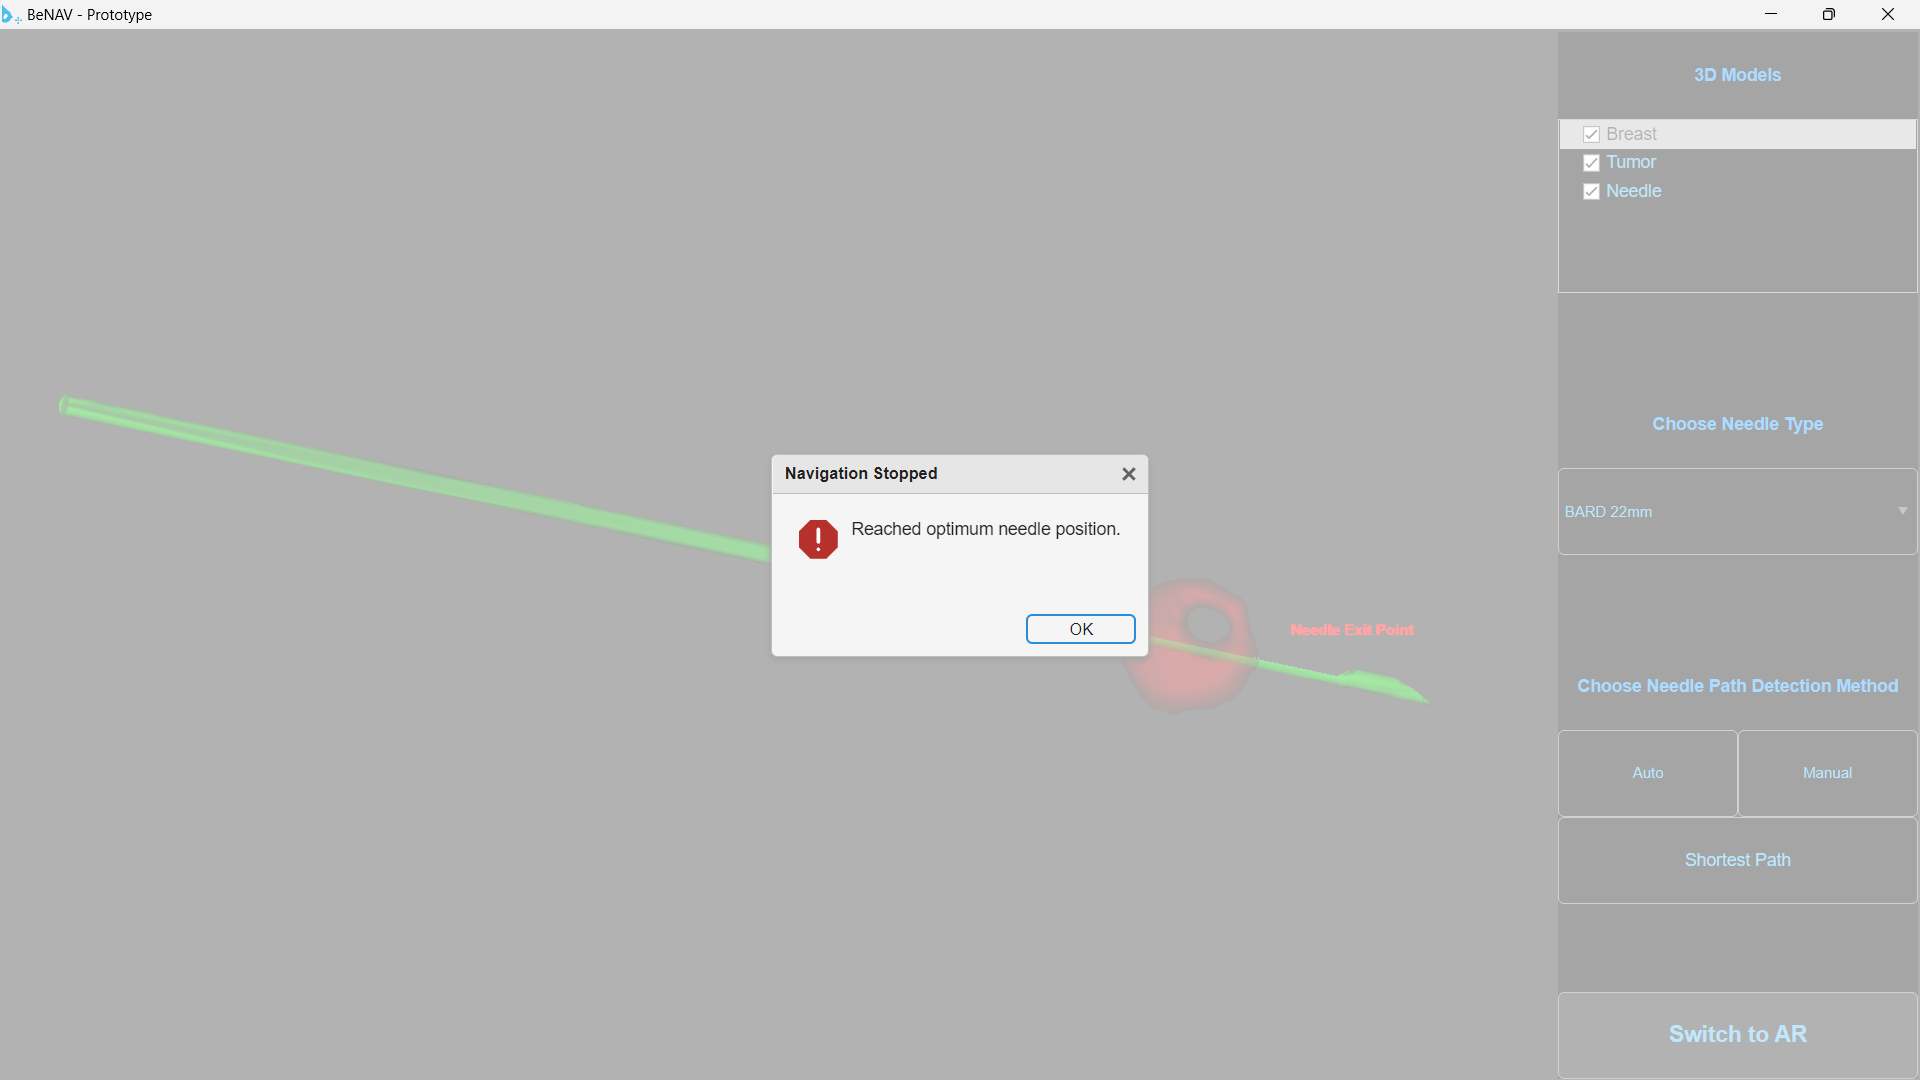 BeNAV - Prototype
3D Models
Breast
Tumor
Needle
Choose Needle Type
BARD 22mm
Navigation Stopped
Reached optimum needle position.
OK
Needle Exit Point
Choose Needle Path Detection Method
Auto
Manual
Shortest Path
Switch to AR